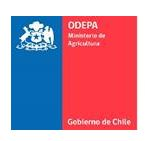 ODEPA
Ministerio de
Agricultura
Gobierno de Chile